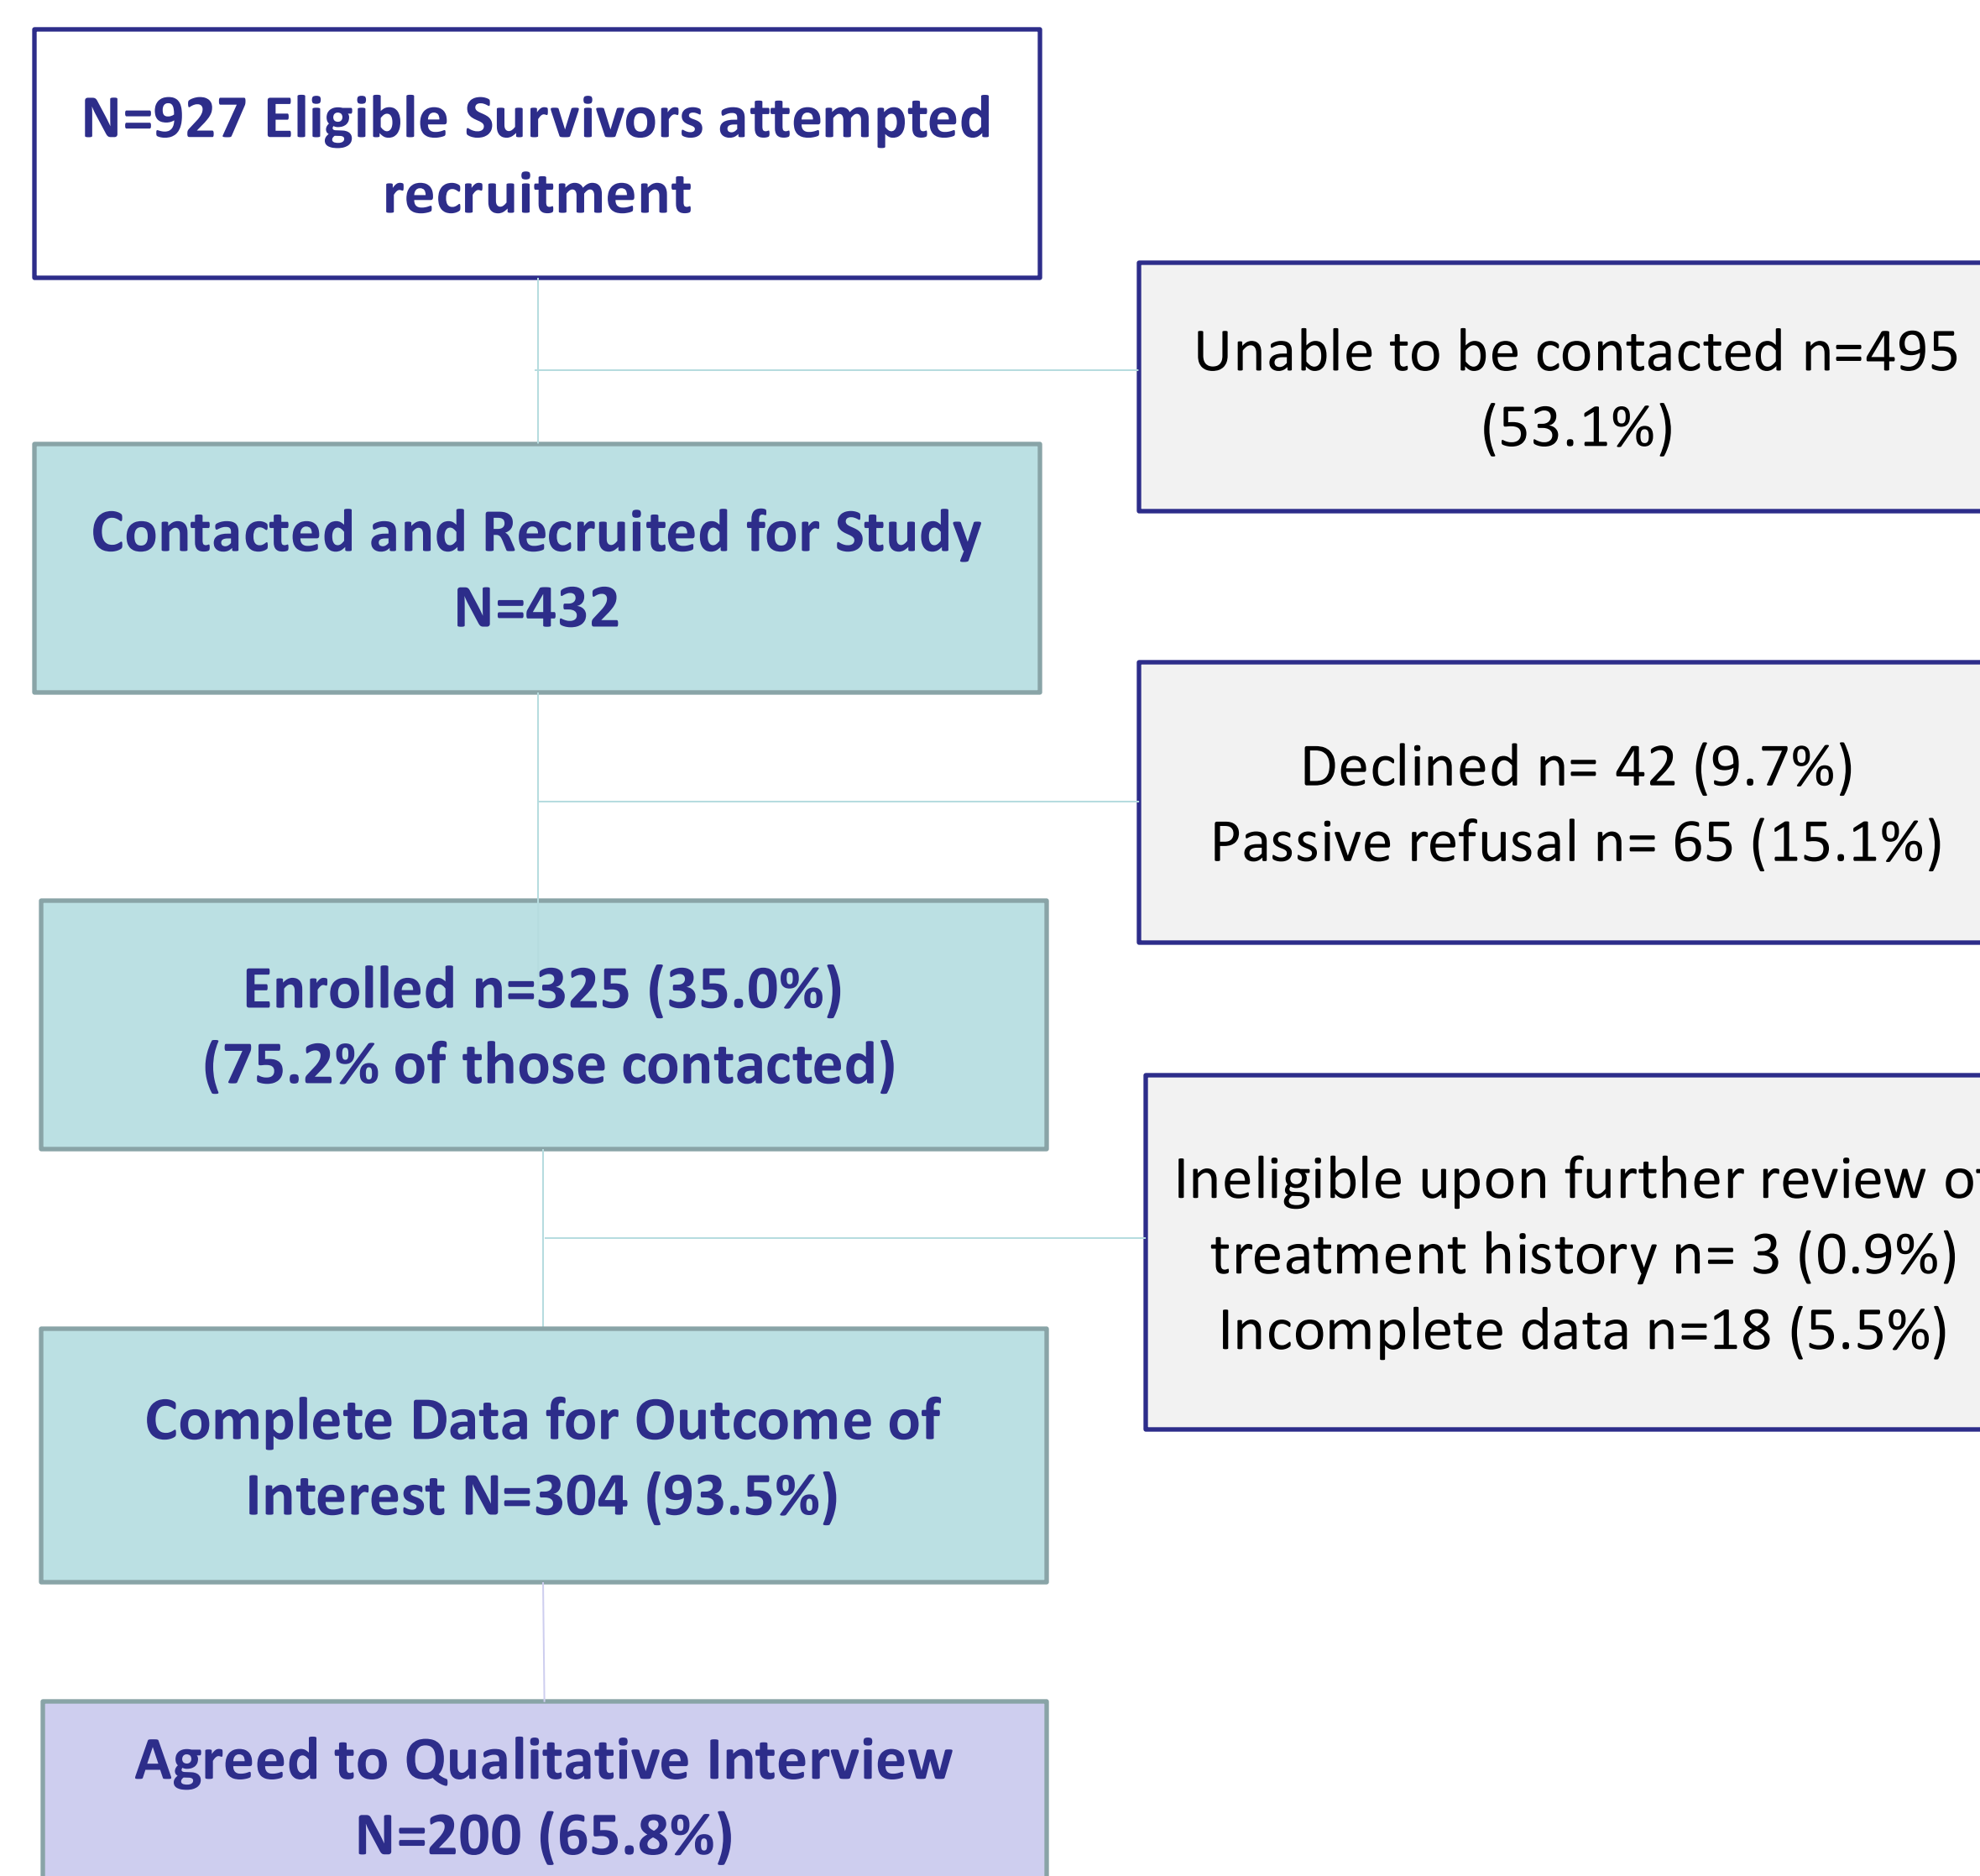 N=927 Eligible Survivors attempted
recruitment
Unable to be contacted n=495
(53.1%)
Contacted and Recruited for Study
N=432
Declined n= 42 (9.7%)
Passive refusal n= 65 (15.1%)
Enrolled n=325 (35.0%)
(75.2% of those contacted)
Ineligible upon further review of
treatment history n= 3 (0.9%)
Incomplete data n=18 (5.5%)
Complete Data for Outcome of
Interest N=304 (93.5%)
Agreed to Qualitative Interview
N=200 (65.8%)